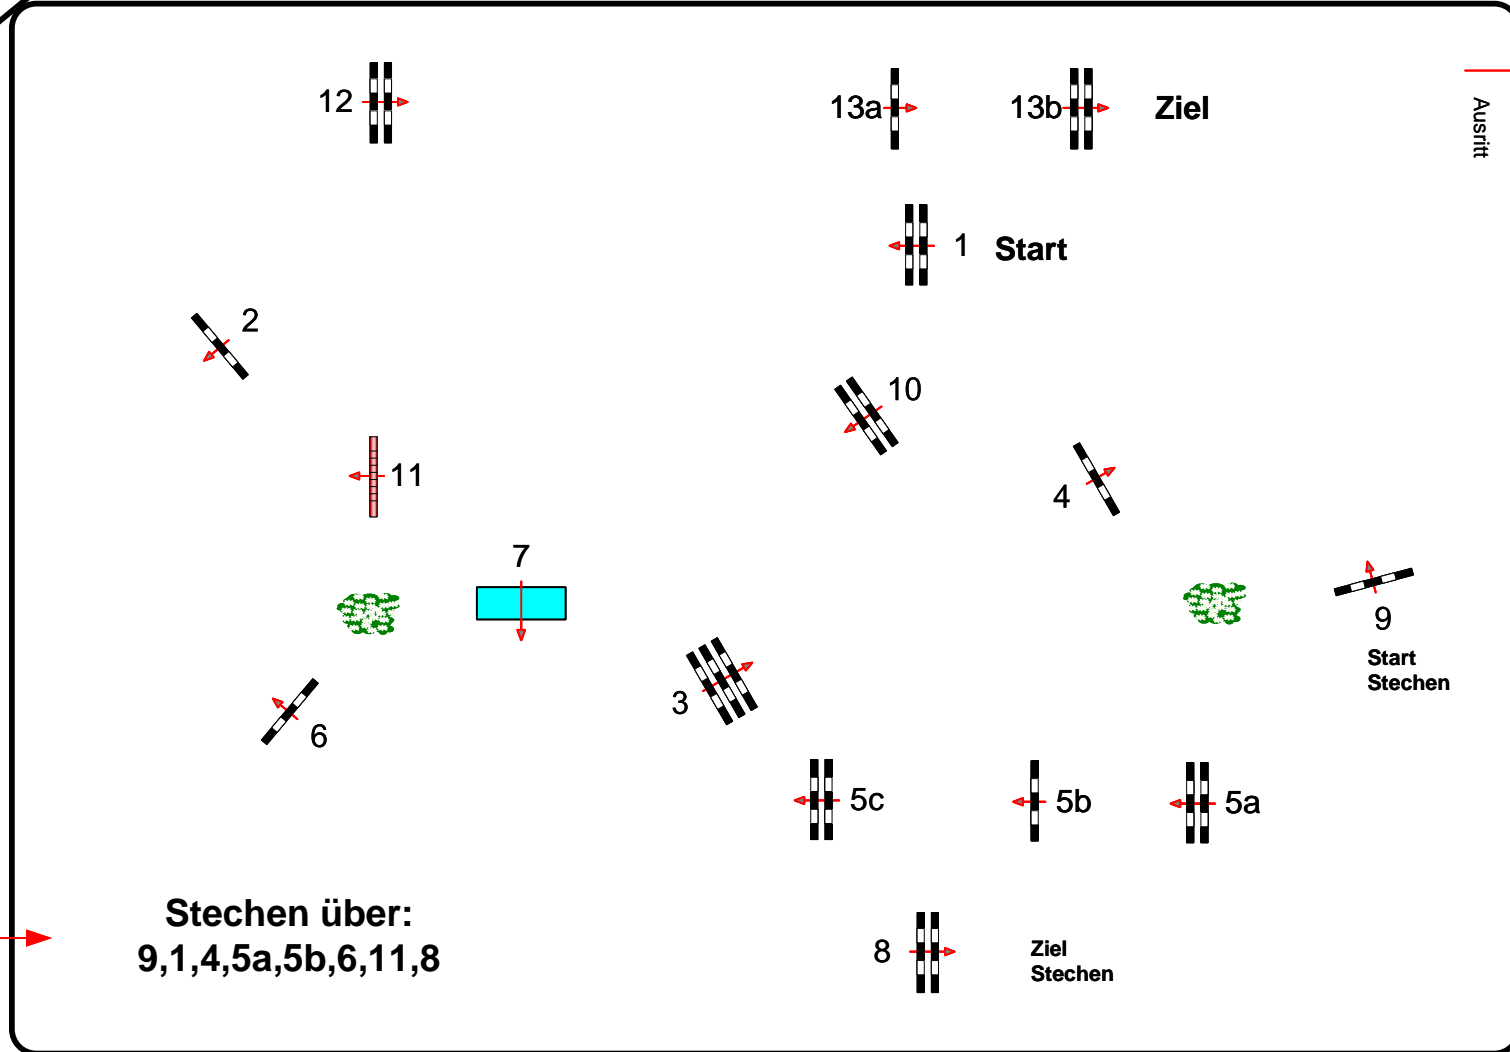 12
13a
13b
Ziel
Ausritt
1
Start
2
10
11
4
7
9
Start
Stechen
3
6
5c
5b
5a
Stechen über:
9,1,4,5a,5b,6,11,8
8
Ziel
Stechen